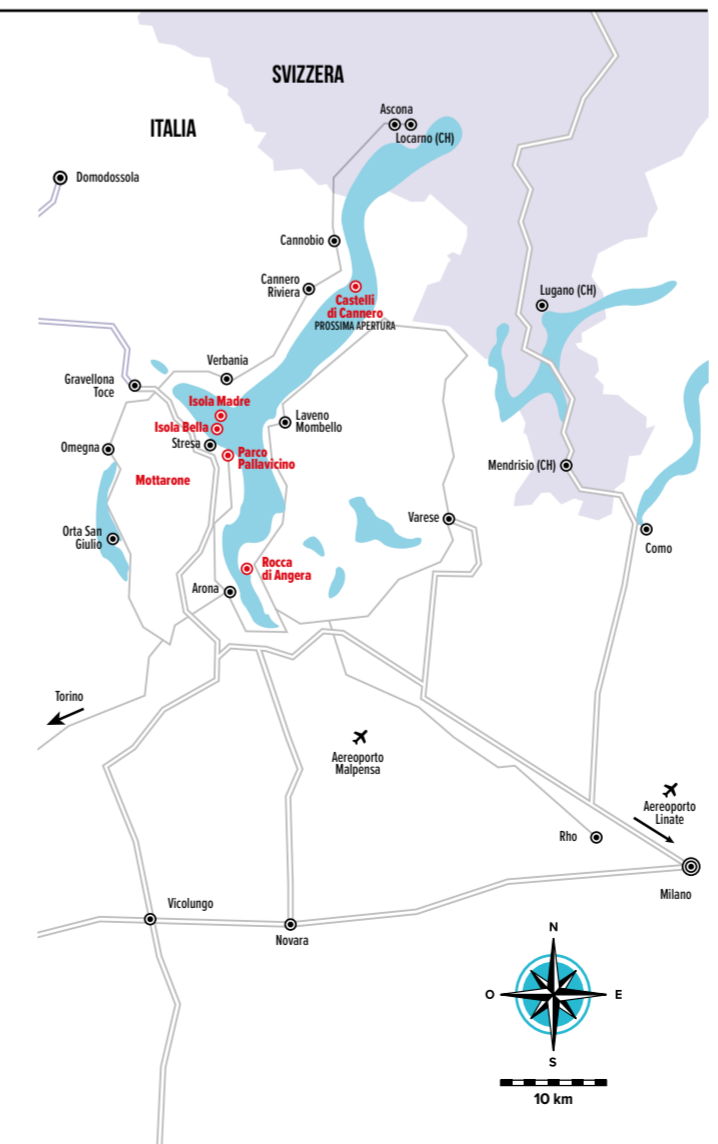 SVIZZERA
ITALIA
Ascona
Locarno (CH)
Domodossola
Cannobio
Cannero
Riviera
Castelli
di Cannero
PROSSIMA APERTURA
Lugano (CH)
Verbania
Gravellona
Toce
Isola Madre
Isola Bella
Laveno
Mombello
Stresa
Omegna
Parco
Pallavicino
Mottarone
Mendrisio (CH)
Varese
Orta San
Giulio
Como
Rocca
di Angera
Arona
Torino
Aereoporto
Malpensa
Aereoporto
Linate
Rho
Milano
Vicolungo
Novara
N
O
E
S
10 km